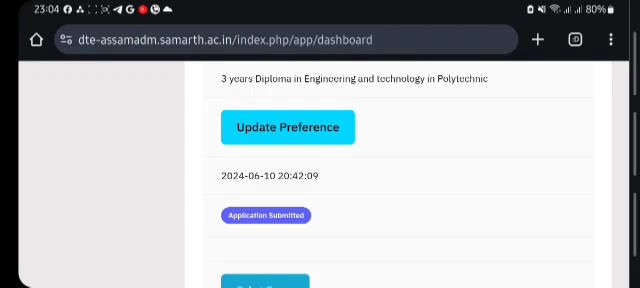 23:04
80%
dte-assamadm.samarth.ac.in/index.php/app/dashboard
3 years Diploma in Engineering and technology in Polytechnic
Update Preference
2024-06-10 20:42:09
Application Submitted